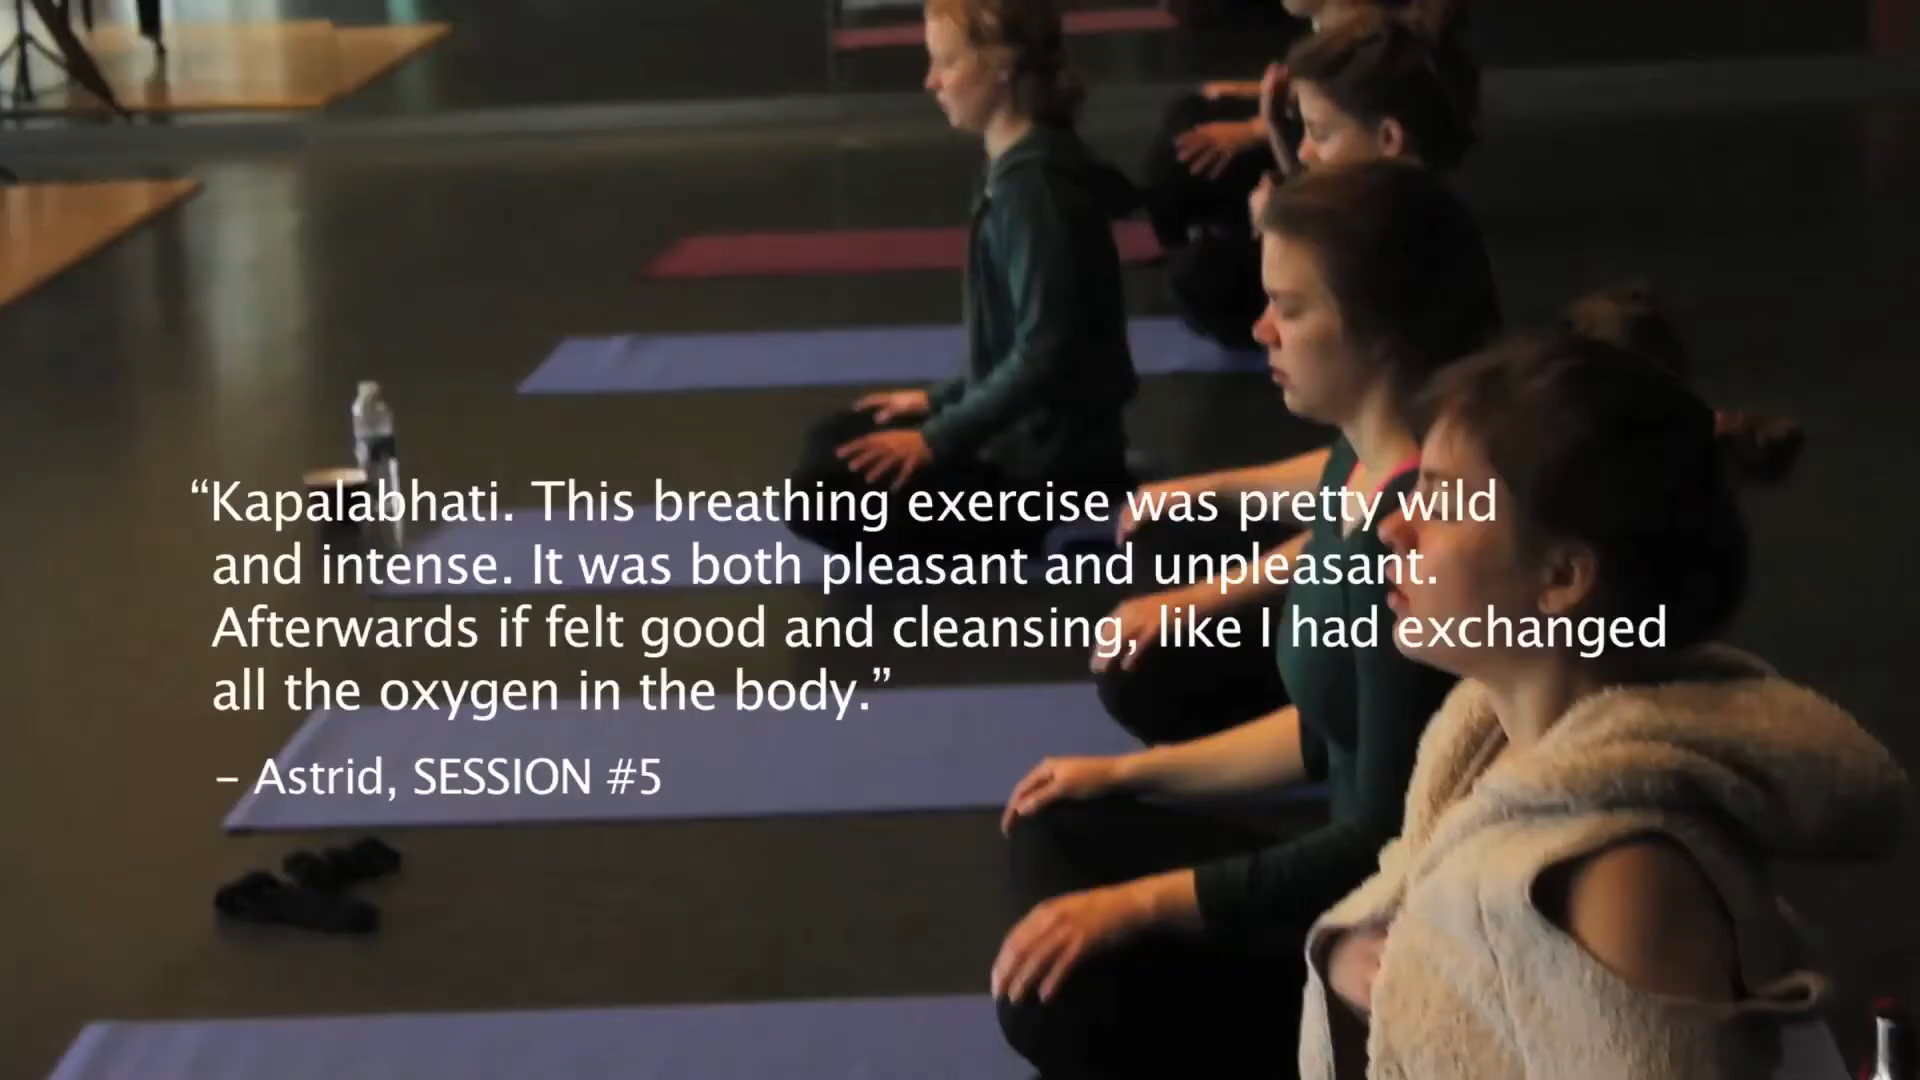 “Kapalabhati. This breathing exercise was pretty wild
and intense. It was both pleasant and unpleasant.
Afterwards if felt good and cleansing, like I had exchanged
all the oxygen in the body.”
– Astrid, SESSION #5